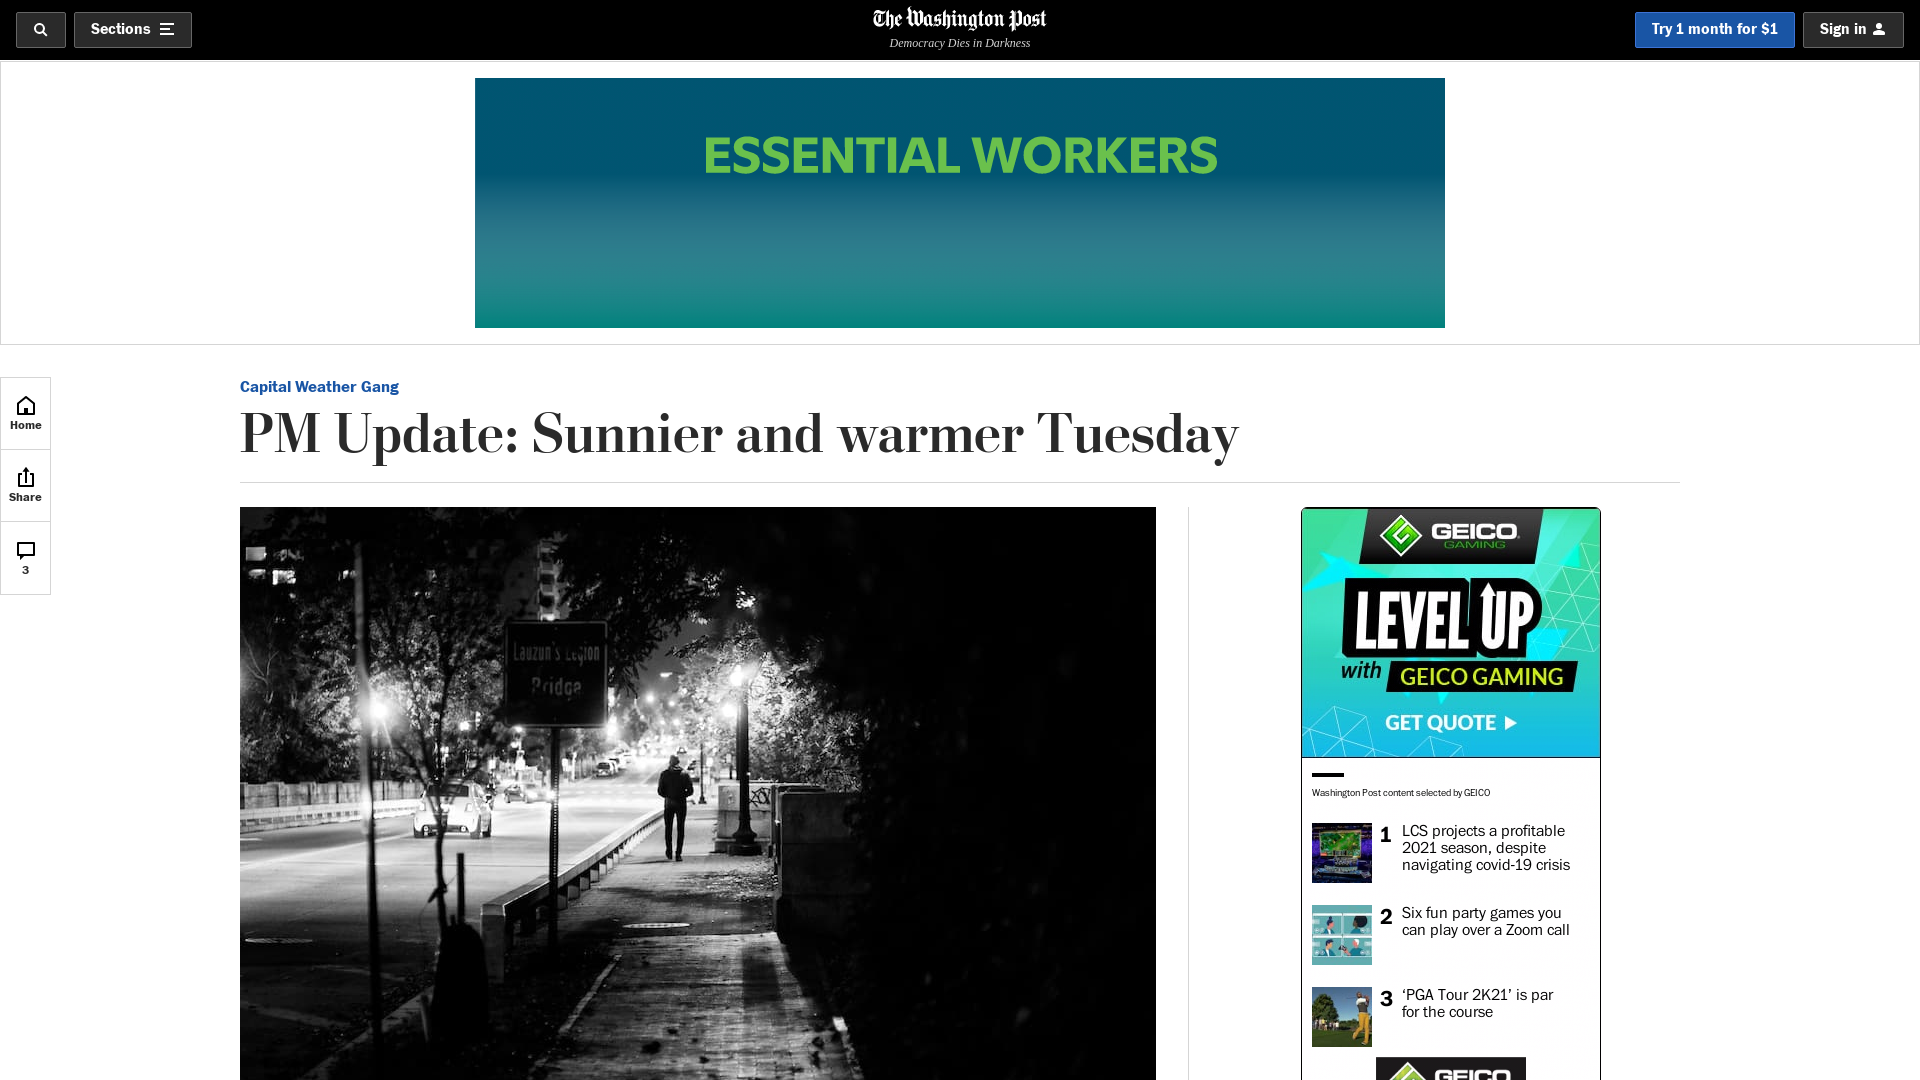 Sections
The Washington Post
Democracy Dies in Darkness
Try 1 month for $1
Sign in
ESSENTIAL WORKERS
Home
Share
3
Capital Weather Gang
PM Update: Sunnier and warmer Tuesday
Lauzun's Legion
Bridge
GEICO
GAMING
LEVEL UP
with GEICO GAMING
GET QUOTE
Washington Post content selected by GEICO
1 LCS projects a profitable
2021 season, despite
navigating covid-19 crisis
2 Six fun party games you
can play over a Zoom call
3 ‘PGA Tour 2K21’ is par
for the course
GEICO